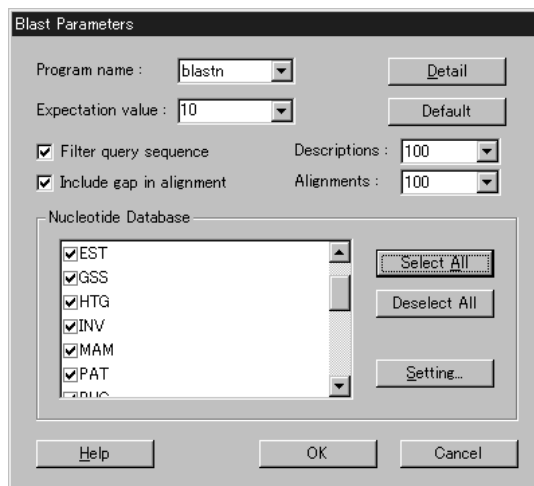 Blast Parameters
Program name : blastn Detail
Expectation value : 10 Default
Filter query sequence Descriptions : 100
Include gap in alignment Alignments : 100
Nucleotide Database
EST
GSS
HTG
INV
MAM
PAT
Select All
Deselect All
Setting...
Help OK Cancel